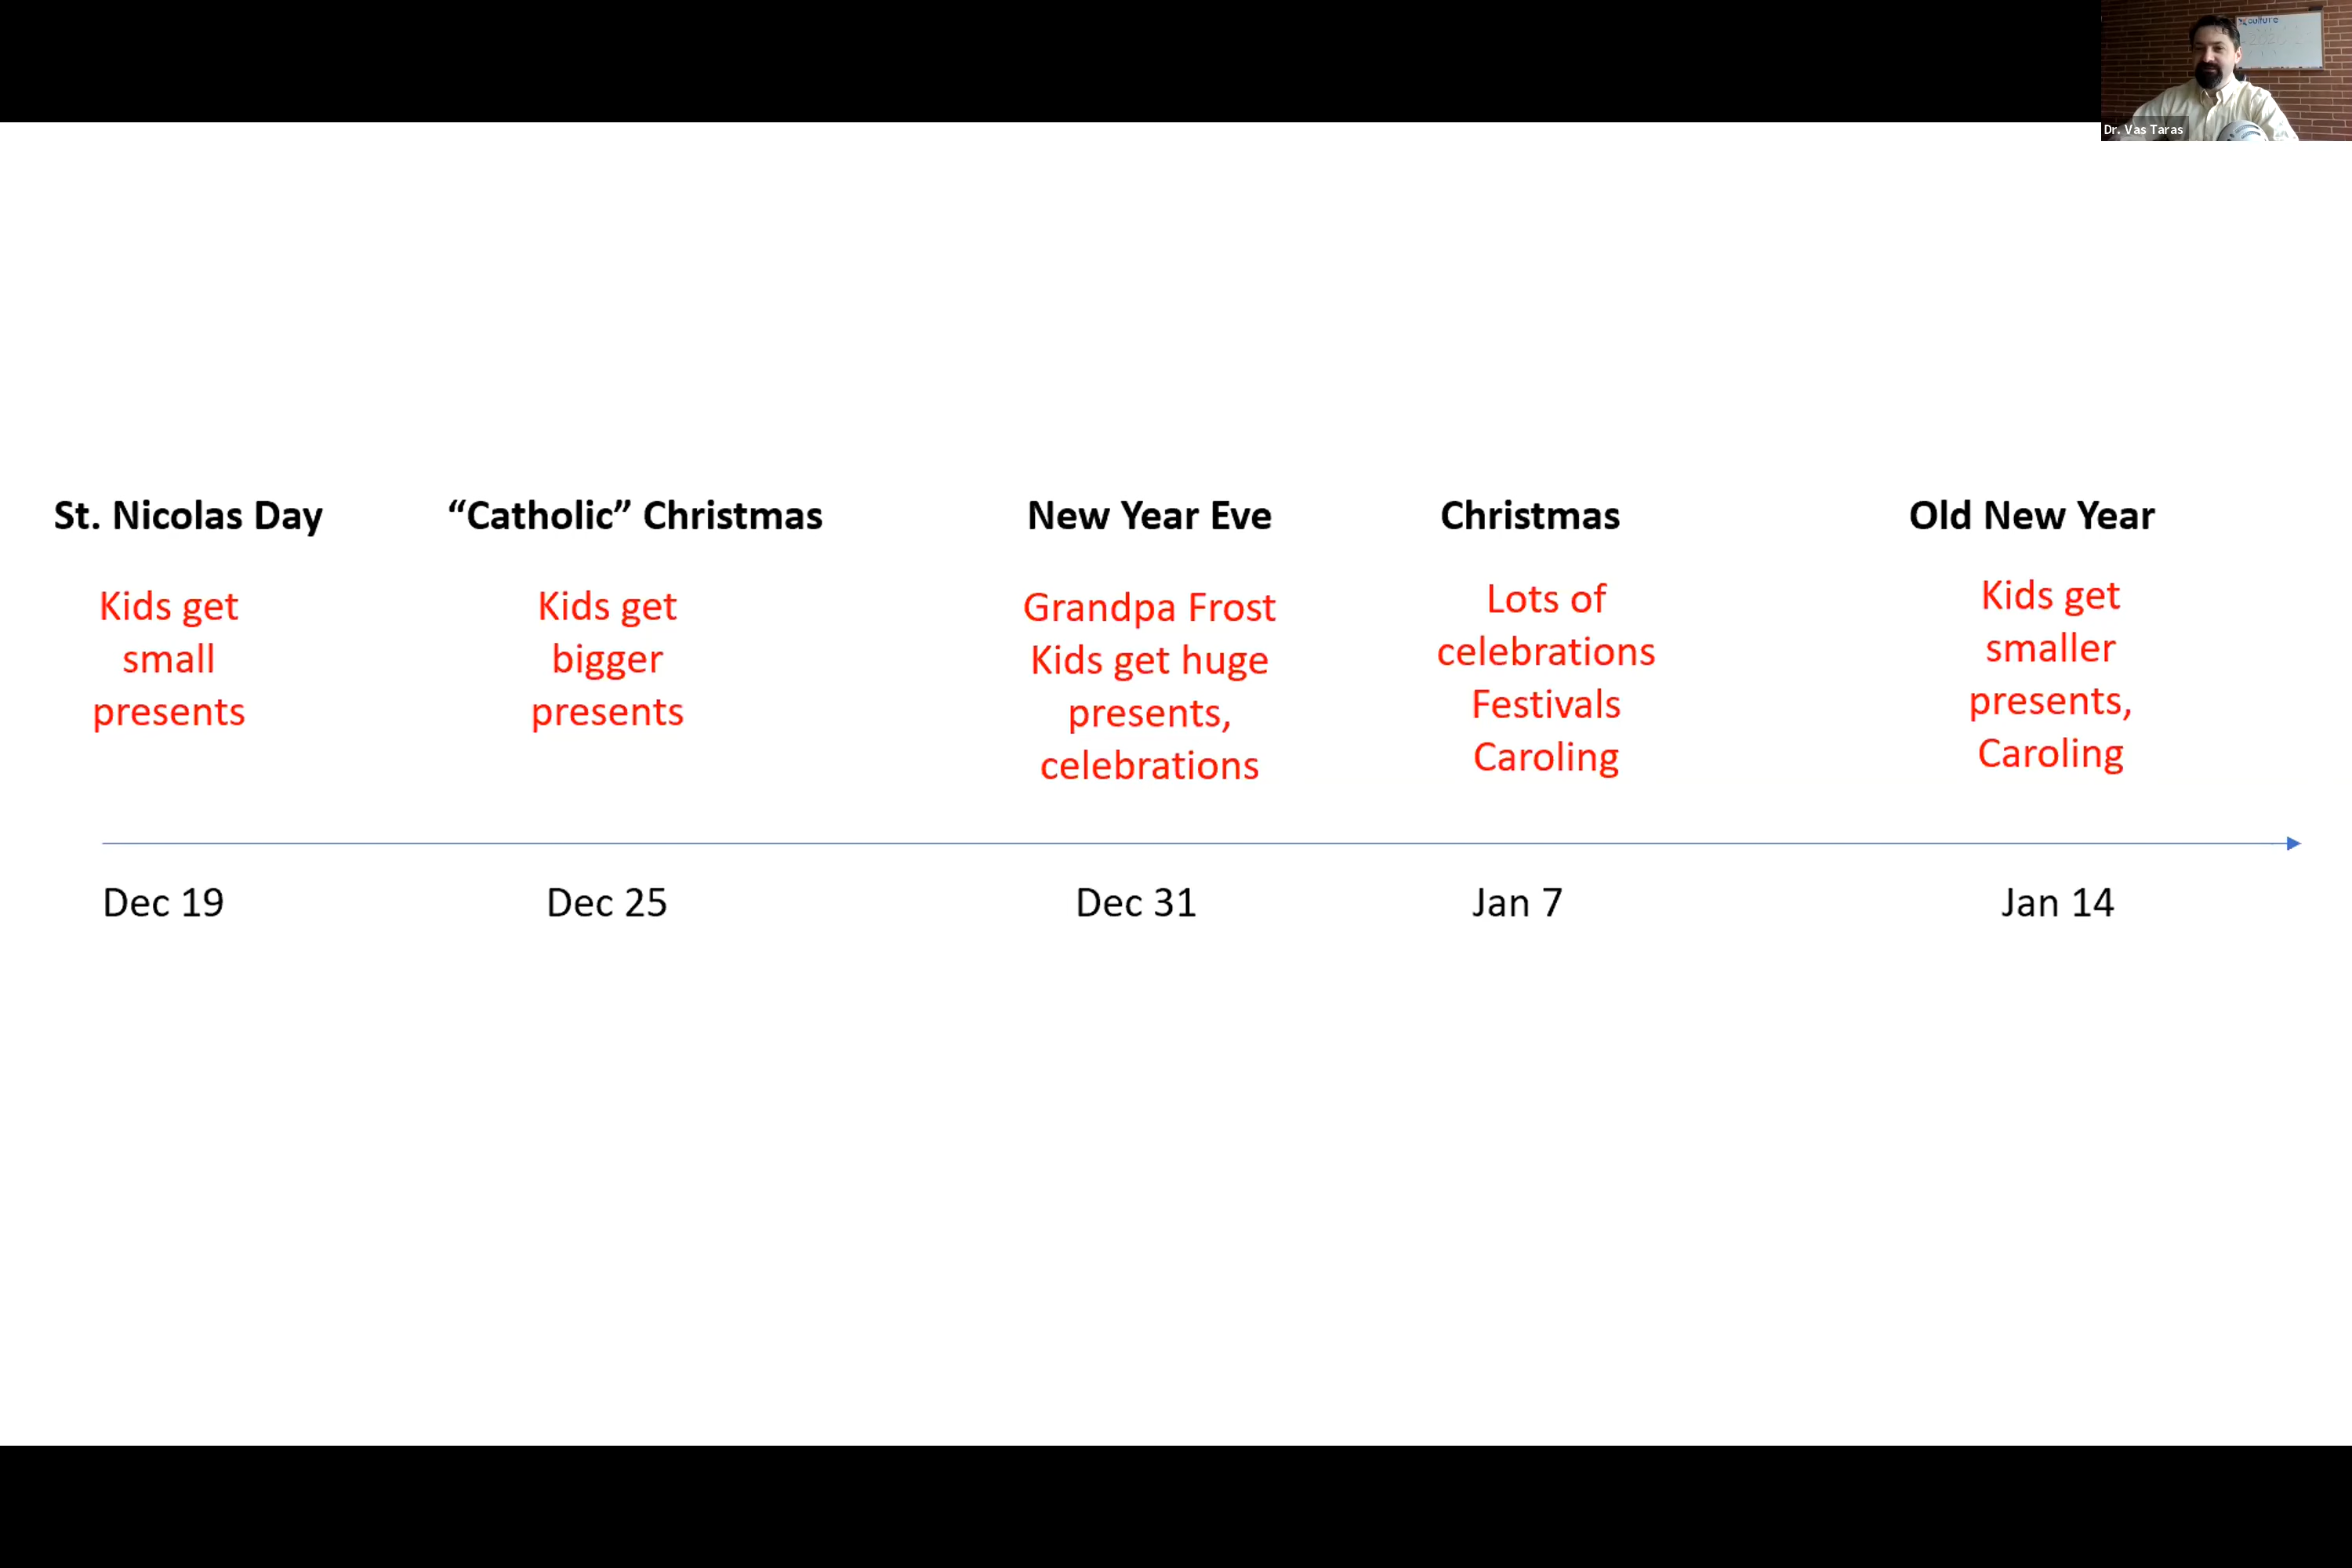 culture
Dr. Vas Taras
St. Nicolas Day
“Catholic” Christmas
New Year Eve
Christmas
Old New Year
Kids get
small
presents
Kids get
bigger
presents
Grandpa Frost
Kids get huge
presents,
celebrations
Lots of
celebrations
Festivals
Caroling
Kids get
smaller
presents,
Caroling
Dec 19
Dec 25
Dec 31
Jan 7
Jan 14